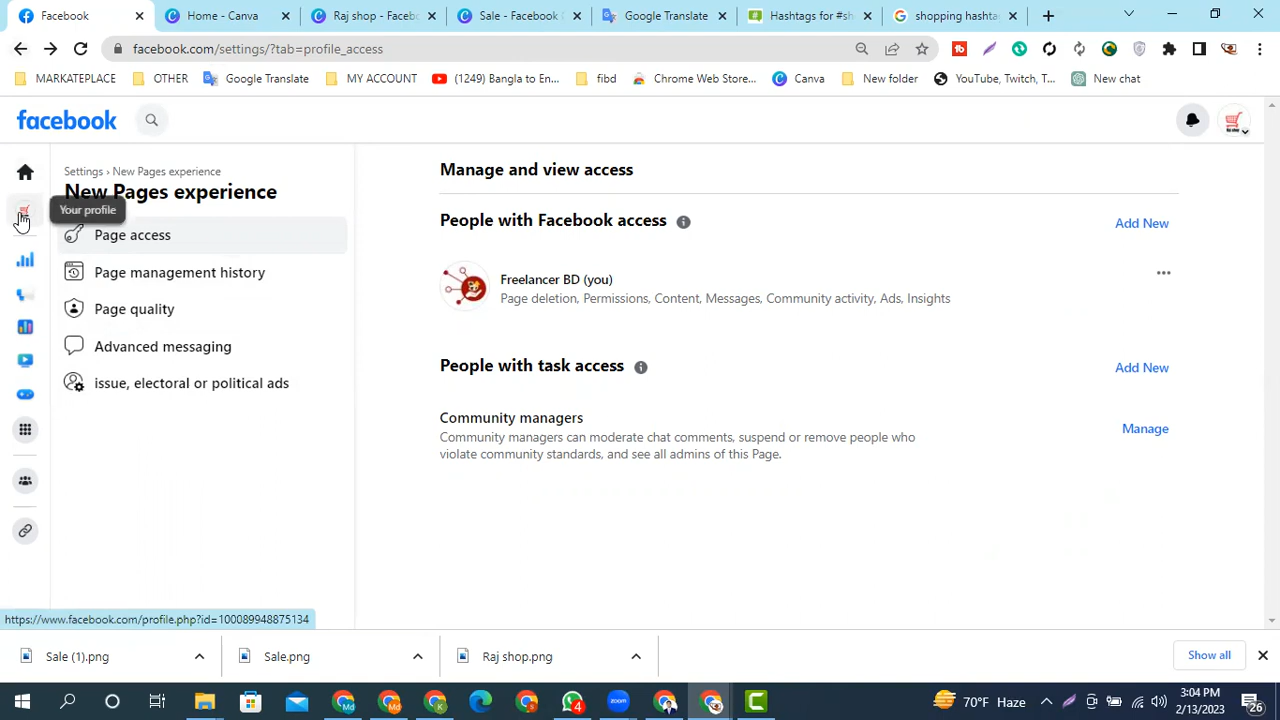 Facebook
Home - Canva
Raj shop - Faceb
Sale - Facebook
Google Translate
Hashtags for #sh
shopping hashta
facebook.com/settings/?tab=profile_access
MARKATEPLACE
OTHER
Google Translate
MY ACCOUNT
(1249) Bangla to En...
fibd
Chrome Web Store...
Canva
New folder
YouTube, Twitch, T...
New chat
facebook
Settings › New Pages experience
New Pages experience
Your profile
Page access
Page management history
Page quality
Advanced messaging
issue, electoral or political ads
Manage and view access
People with Facebook access
Add New
Freelancer BD (you)
Page deletion, Permissions, Content, Messages, Community activity, Ads, Insights
People with task access
Add New
Community managers
Community managers can moderate chat comments, suspend or remove people who
violate community standards, and see all admins of this Page.
Manage
https://www.facebook.com/profile.php?id=100089948875134
Sale (1).png
Sale.png
Raj shop.png
Show all
70°F Haze
3:04 PM
2/13/2023
26